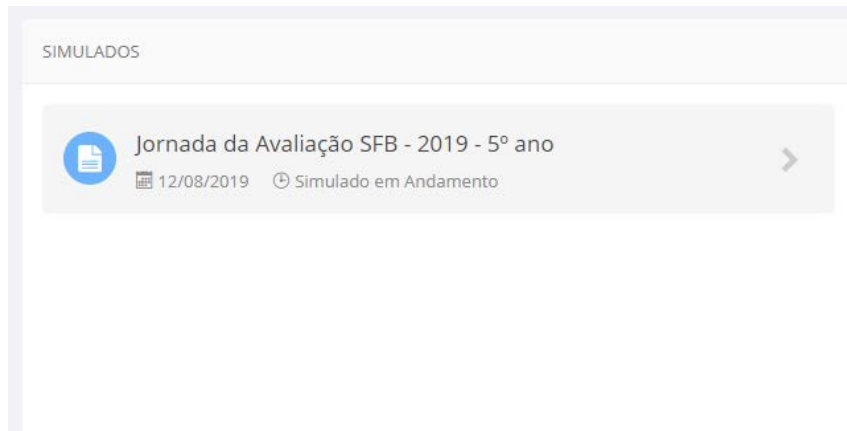 SIMULADOS
Jornada da Avaliação SFB - 2019 - 5º ano
12/08/2019 Simulado em Andamento